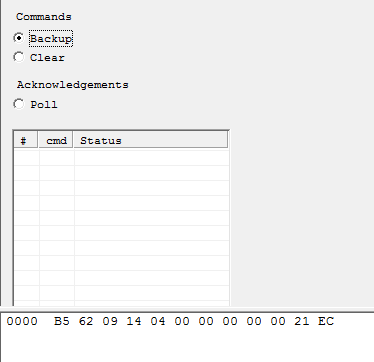 Commands
Backup
Clear
Acknowledgements
Poll
# cmd Status
0000 B5 62 09 14 04 00 00 00 00 00 21 EC